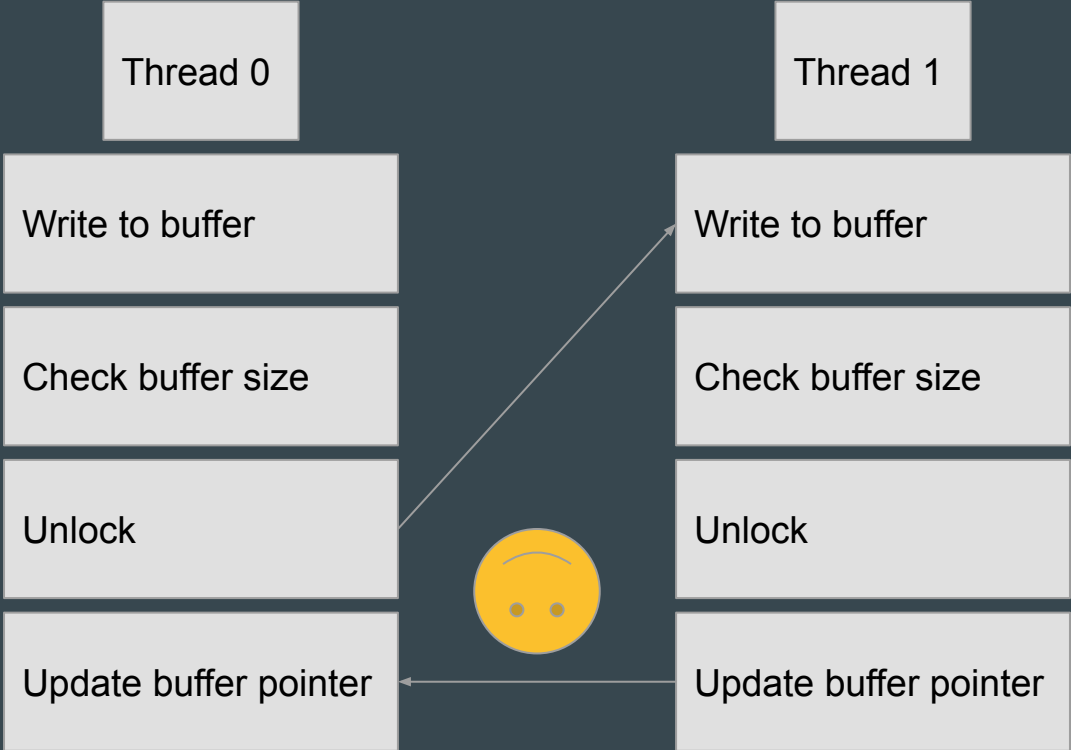 Thread 0
Thread 1
Write to buffer
Write to buffer
Check buffer size
Check buffer size
Unlock
Unlock
Update buffer pointer
Update buffer pointer